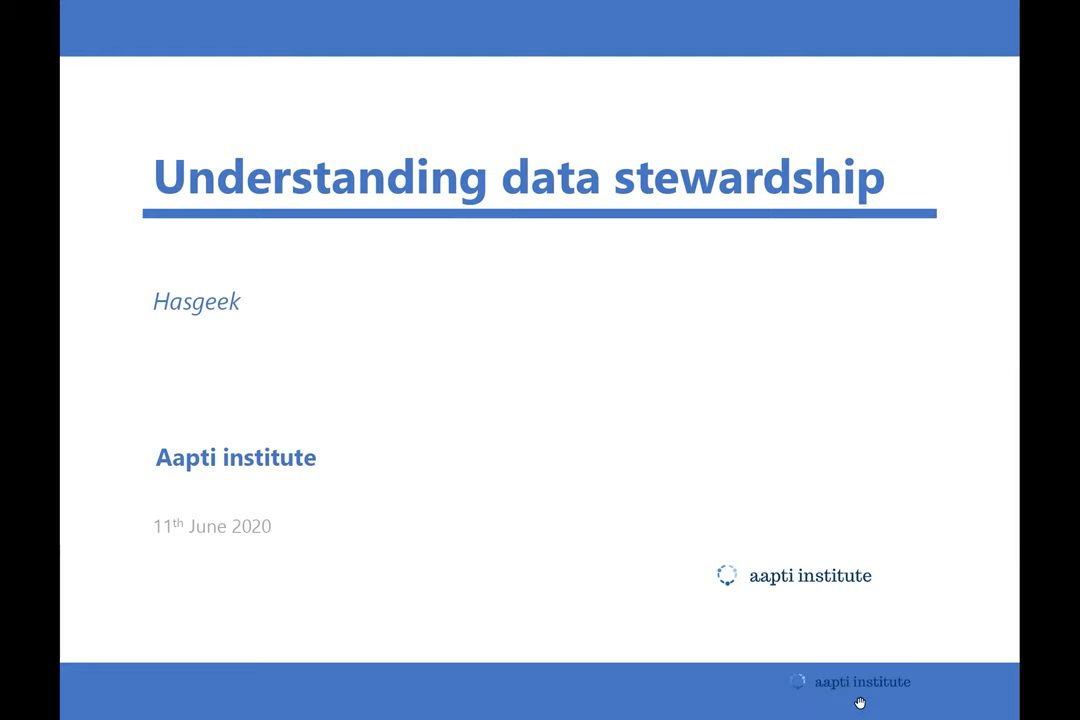 Understanding data stewardship
Hasgeek
Aapti institute
11th June 2020
aapti institute
aapti institute